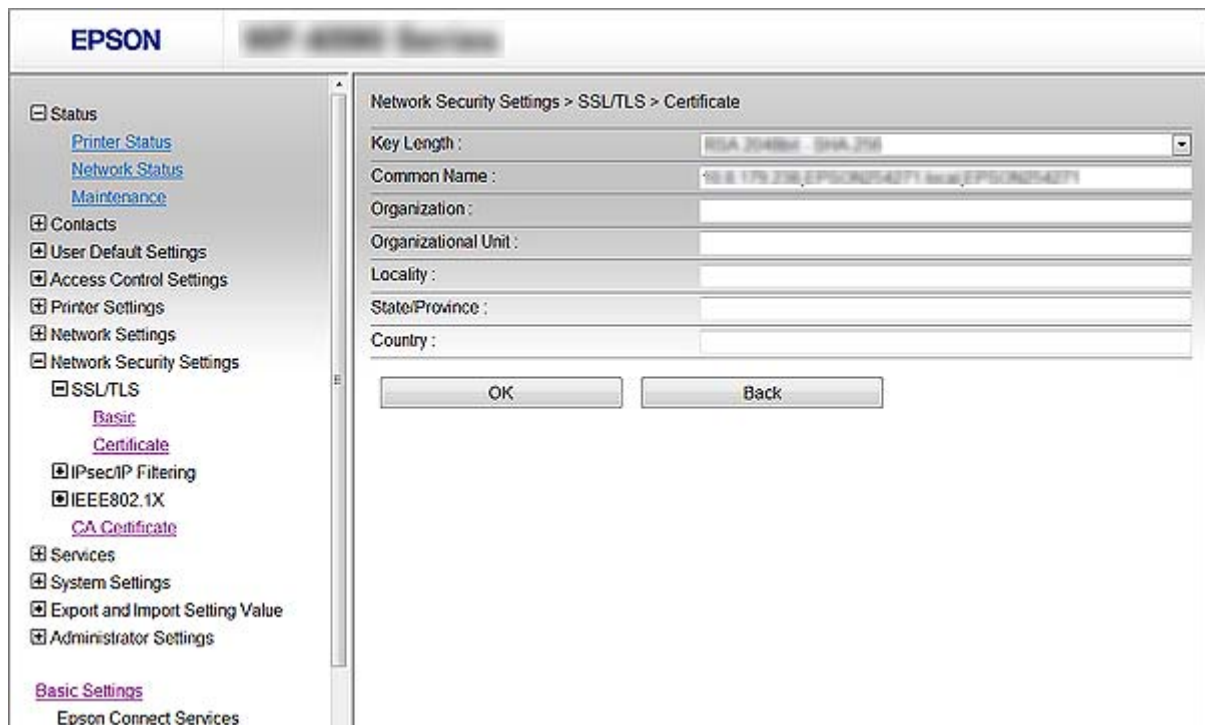 EPSON
Status
Printer Status
Network Status
Maintenance
Contacts
User Default Settings
Access Control Settings
Printer Settings
Network Settings
Network Security Settings
SSL/TLS
Basic
Certificate
IPsec/IP Filtering
IEEE802.1X
CA Certificate
Services
System Settings
Export and Import Setting Value
Administrator Settings
Basic Settings
Epson Connect Services
Network Security Settings > SSL/TLS > Certificate
Key Length :
Common Name :
Organization :
Organizational Unit :
Locality :
State/Province :
Country :
OK Back